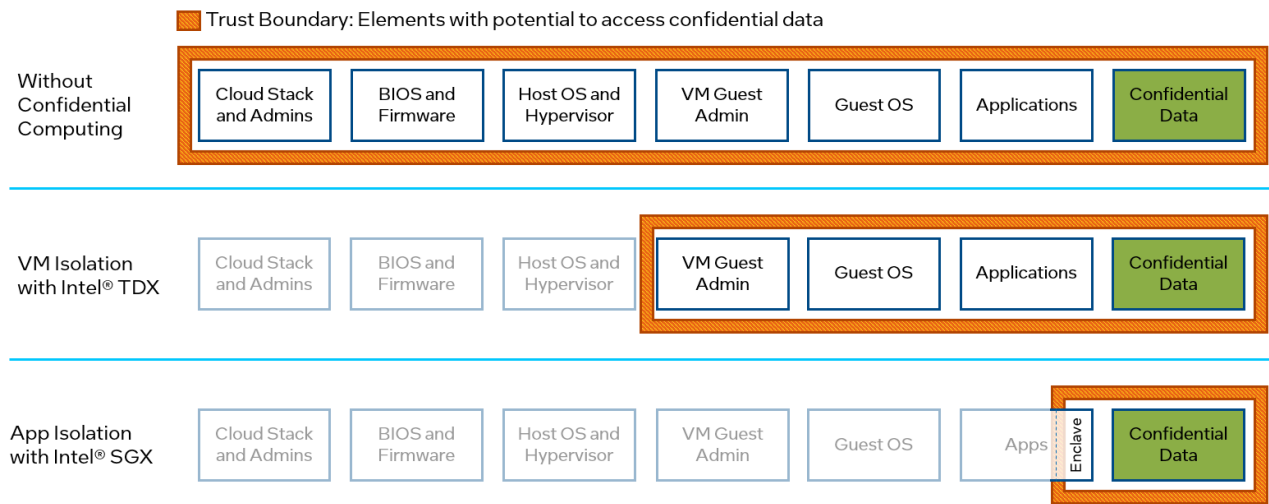 Trust Boundary: Elements with potential to access confidential data
Without
Confidential
Computing
Cloud Stack
and Admins
BIOS and
Firmware
Host OS and
Hypervisor
VM Guest
Admin
Guest OS
Applications
Confidential
Data
VM Isolation
with Intel® TDX
Cloud Stack
and Admins
BIOS and
Firmware
Host OS and
Hypervisor
VM Guest
Admin
Guest OS
Applications
Confidential
Data
App Isolation
with Intel® SGX
Cloud Stack
and Admins
BIOS and
Firmware
Host OS and
Hypervisor
VM Guest
Admin
Guest OS
Apps
Enclave
Confidential
Data